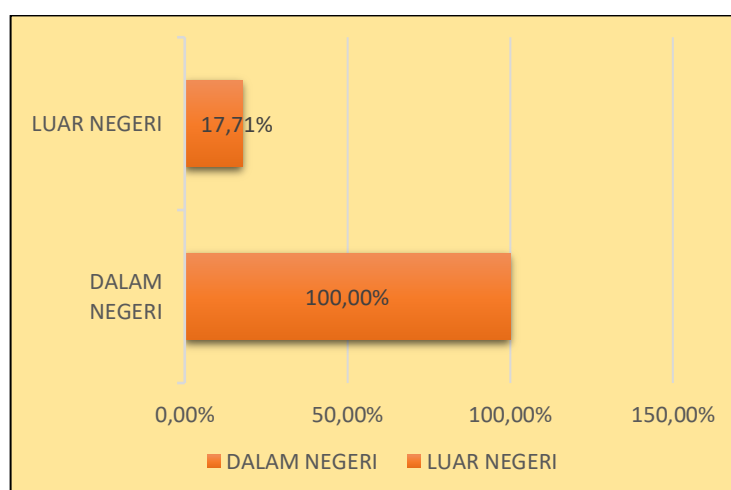 LUAR NEGERI
17,71%
DALAM
NEGERI
100,00%
0,00% 50,00% 100,00% 150,00%
DALAM NEGERI LUAR NEGERI